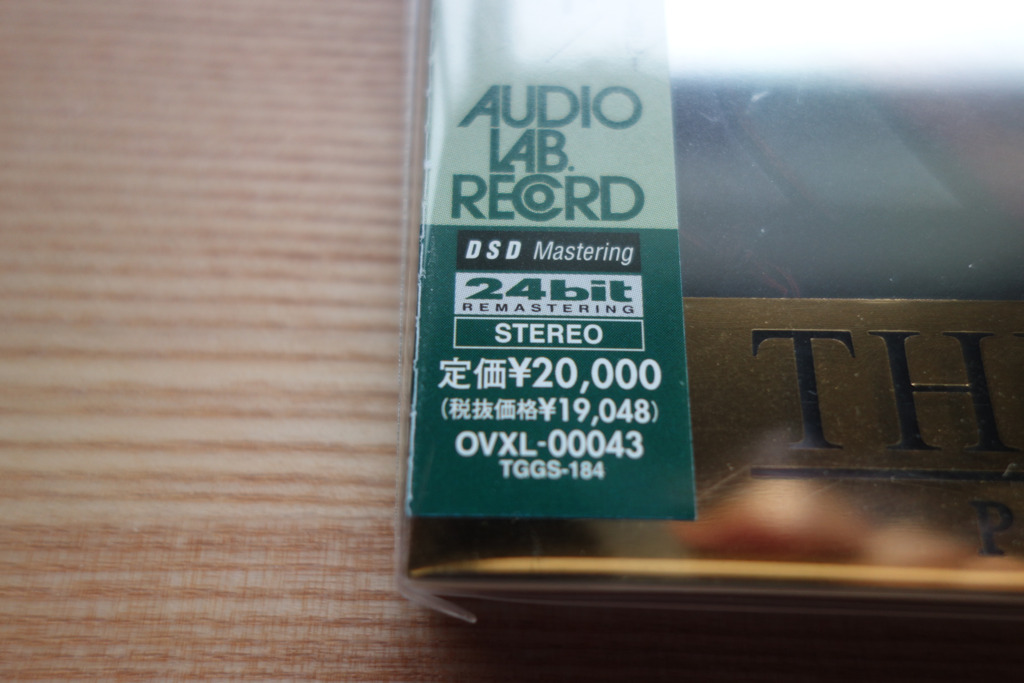 AUDIO
LAB.
RECORD
DSD Mastering
24bit
REMASTERING
STEREO
定価¥20,000
(税抜価格¥19,048)
OVXL-00043
TGGS-184
TH
P